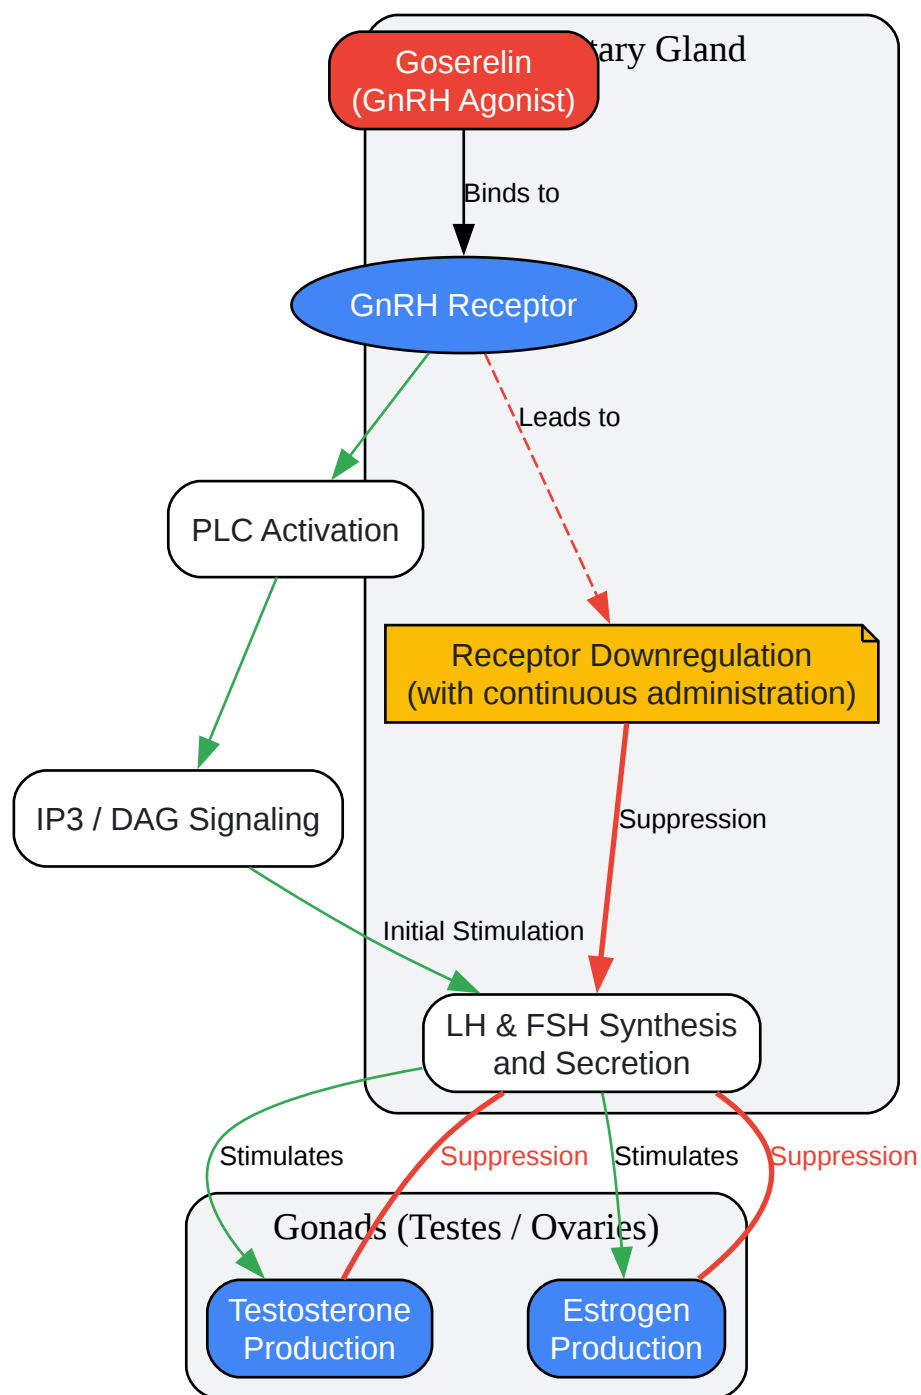 tary Gland
Goserelin
(GnRH Agonist)
Binds to
GnRH Receptor
Leads to
PLC Activation
Receptor Downregulation
(with continuous administration)
IP3 / DAG Signaling
Suppression
Initial Stimulation
LH & FSH Synthesis
and Secretion
Stimulates
Suppression
Stimulates
Suppression
Gonads (Testes / Ovaries)
Testosterone
Production
Estrogen
Production